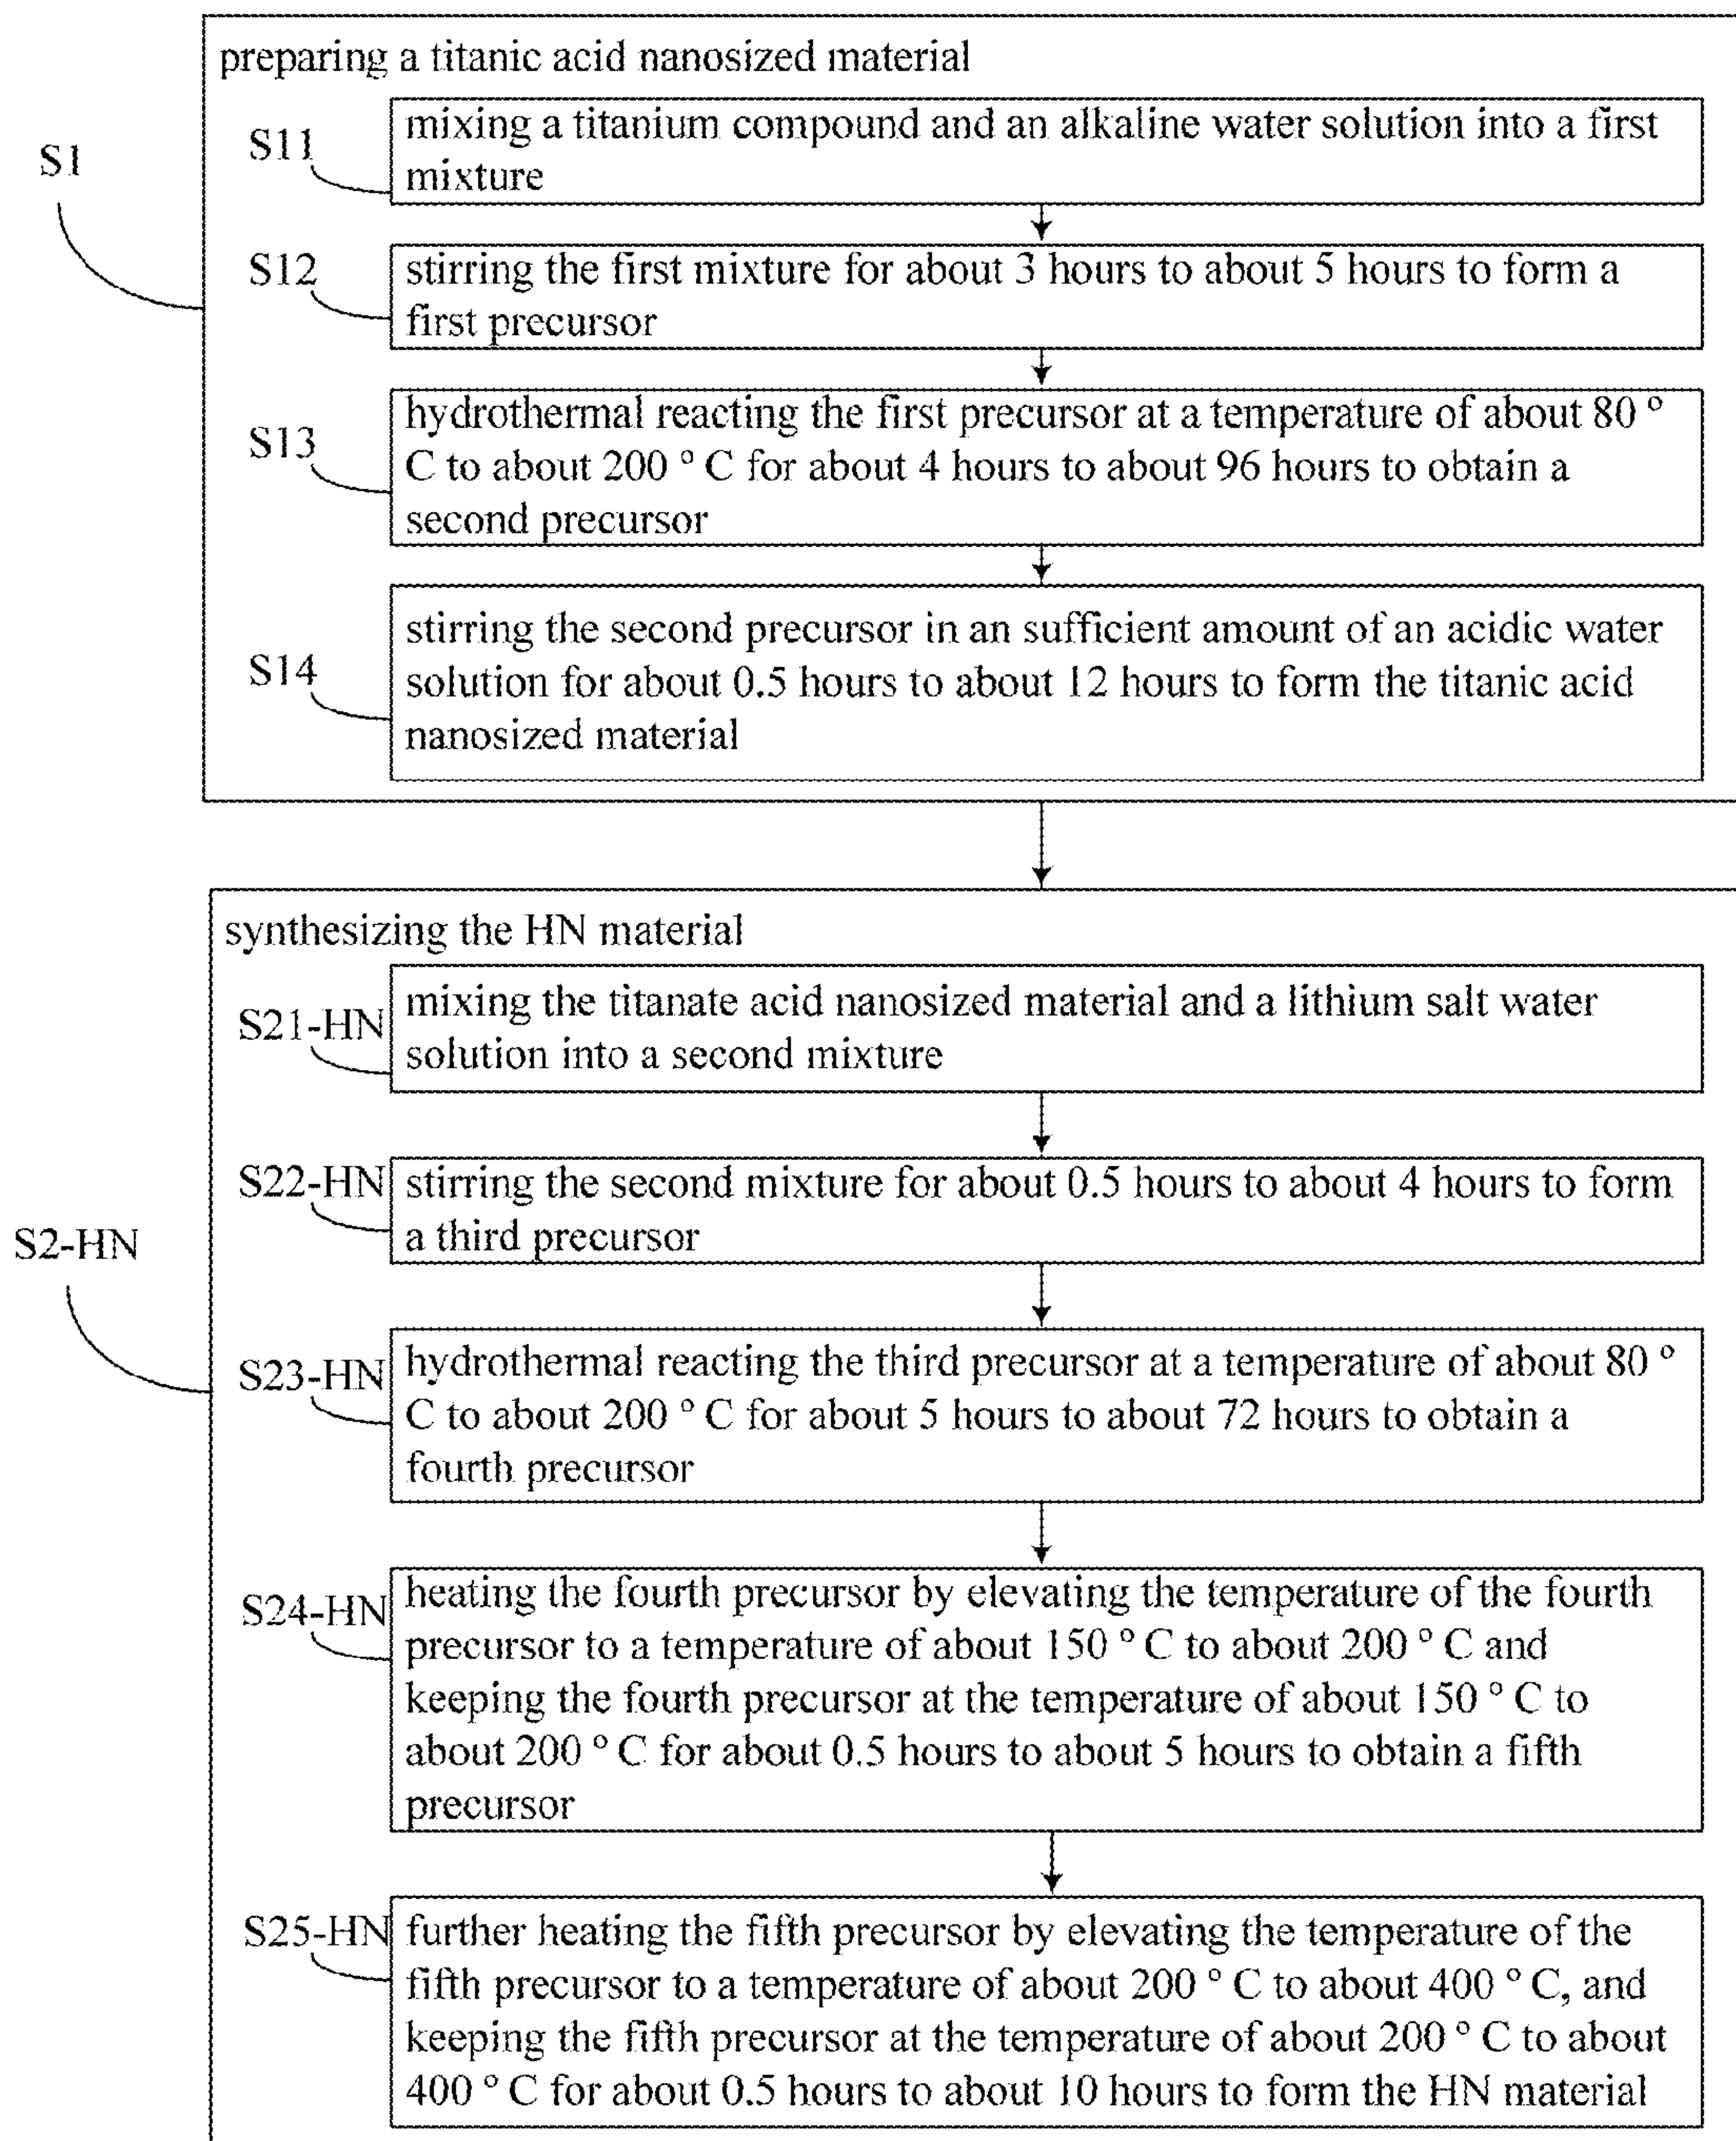 preparing a titanic acid nanosized material
S1
S11
mixing a titanium compound and an alkaline water solution into a first
mixture
S12
stirring the first mixture for about 3 hours to about 5 hours to form a
first precursor
S13
hydrothermal reacting the first precursor at a temperature of about 80 °
C to about 200 ° C for about 4 hours to about 96 hours to obtain a
second precursor
S14
stirring the second precursor in an sufficient amount of an acidic water
solution for about 0.5 hours to about 12 hours to form the titanic acid
nanosized material
synthesizing the HN material
S2-HN
S21-HN
mixing the titanate acid nanosized material and a lithium salt water
solution into a second mixture
S22-HN
stirring the second mixture for about 0.5 hours to about 4 hours to form
a third precursor
S23-HN
hydrothermal reacting the third precursor at a temperature of about 80 °
C to about 200 ° C for about 5 hours to about 72 hours to obtain a
fourth precursor
S24-HN
heating the fourth precursor by elevating the temperature of the fourth
precursor to a temperature of about 150 ° C to about 200 ° C and
keeping the fourth precursor at the temperature of about 150 ° C to
about 200 ° C for about 0.5 hours to about 5 hours to obtain a fifth
precursor
S25-HN
further heating the fifth precursor by elevating the temperature of the
fifth precursor to a temperature of about 200 ° C to about 400 ° C, and
keeping the fifth precursor at the temperature of about 200 ° C to about
400 ° C for about 0.5 hours to about 10 hours to form the HN material